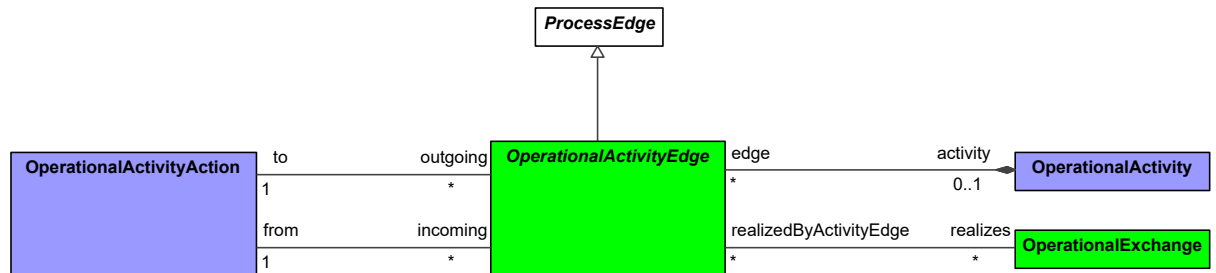 ProcessEdge
OperationalActivityAction
to
outgoing
1
*
from
incoming
1
*
OperationalActivityEdge
edge
activity
*
0..1
OperationalActivity
realizedByActivityEdge
realizes
*
*
OperationalExchange